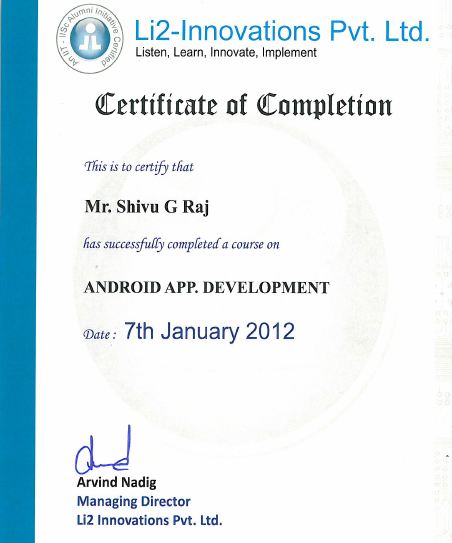 An IIT - IISc Alumni Initiative Certified
Li2-Innovations Pvt. Ltd.
Listen, Learn, Innovate, Implement
Certificate of Completion
This is to certify that
Mr. Shivu G Raj
has successfully completed a course on
ANDROID APP. DEVELOPMENT
Date : 7th January 2012
Arvind Nadig
Managing Director
Li2 Innovations Pvt. Ltd.